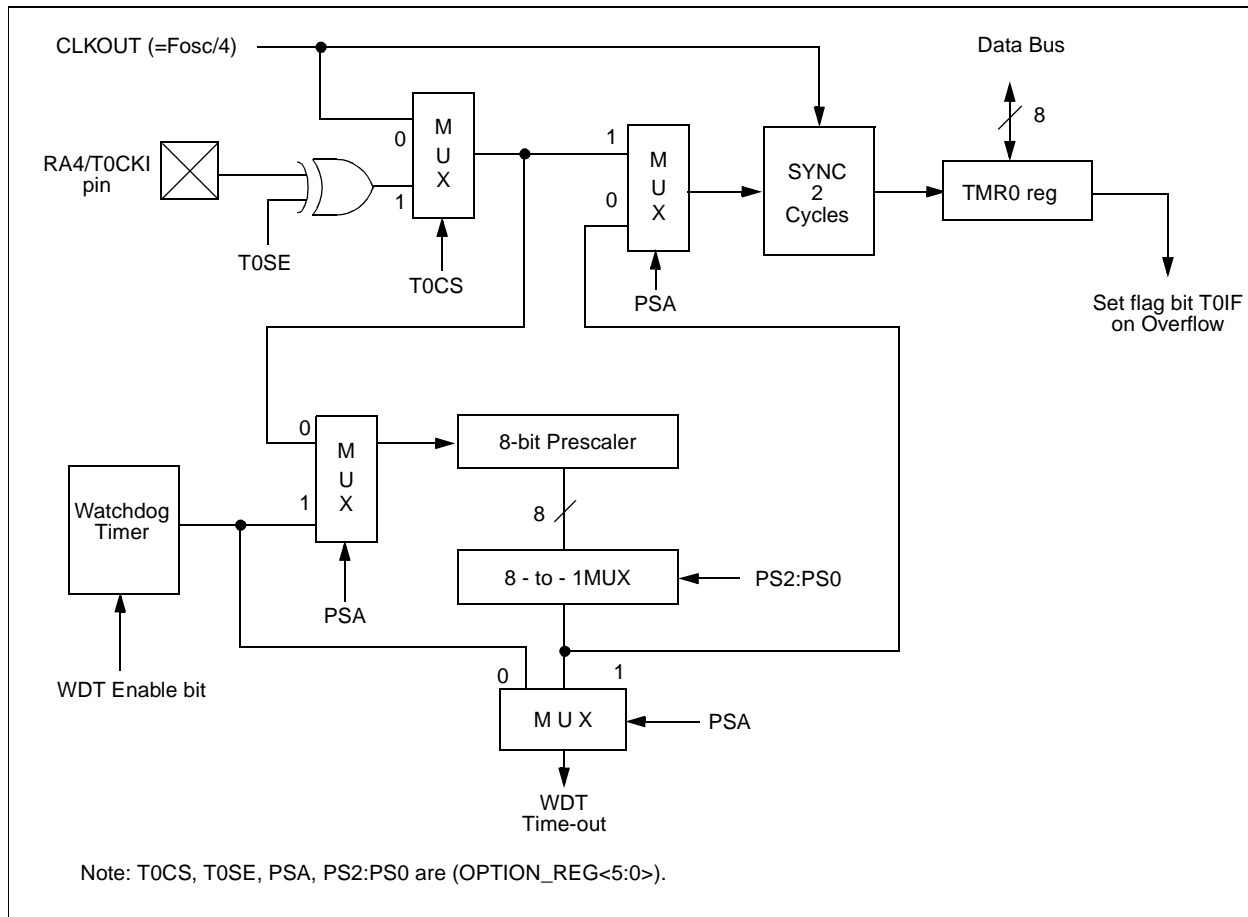 CLKOUT (=Fosc/4)
Data Bus
8
M
U
X
0
1
RA4/T0CKI
pin
T0SE
T0CS
1
0
M
U
X
PSA
SYNC
2
Cycles
TMR0 reg
Set flag bit T0IF
on Overflow
0
1
M
U
X
PSA
8-bit Prescaler
8
Watchdog
Timer
WDT Enable bit
8 - to - 1MUX
PS2:PS0
0
1
M U X
PSA
WDT
Time-out
Note: T0CS, T0SE, PSA, PS2:PS0 are (OPTION_REG<5:0>).